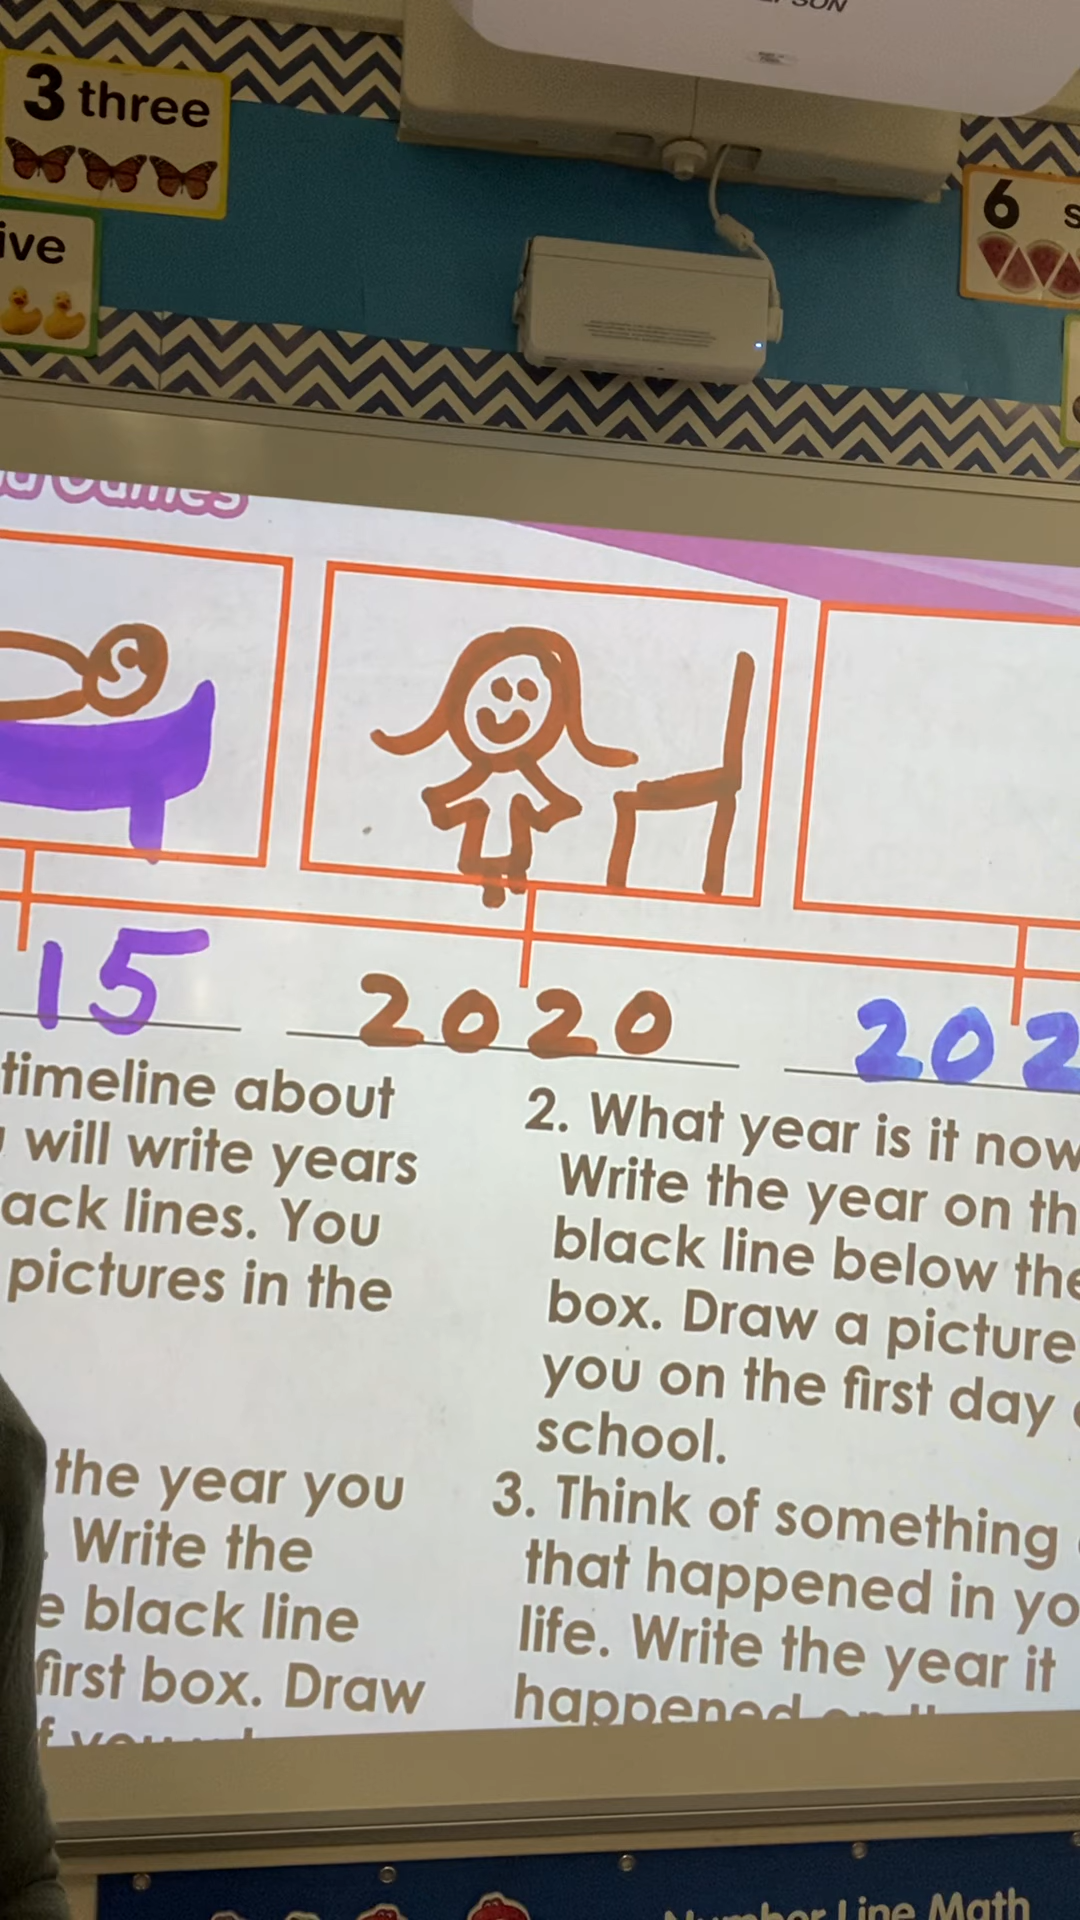 3 three
ive
6 s
Games
15
2020
202
timeline about
will write years
ack lines. You
pictures in the
the year you
Write the
e black line
first box. Draw
2. What year is it now
Write the year on th
black line below the
box. Draw a picture
you on the first day
school.
3. Think of something
that happened in yo
life. Write the year it
happened
Number Line Math